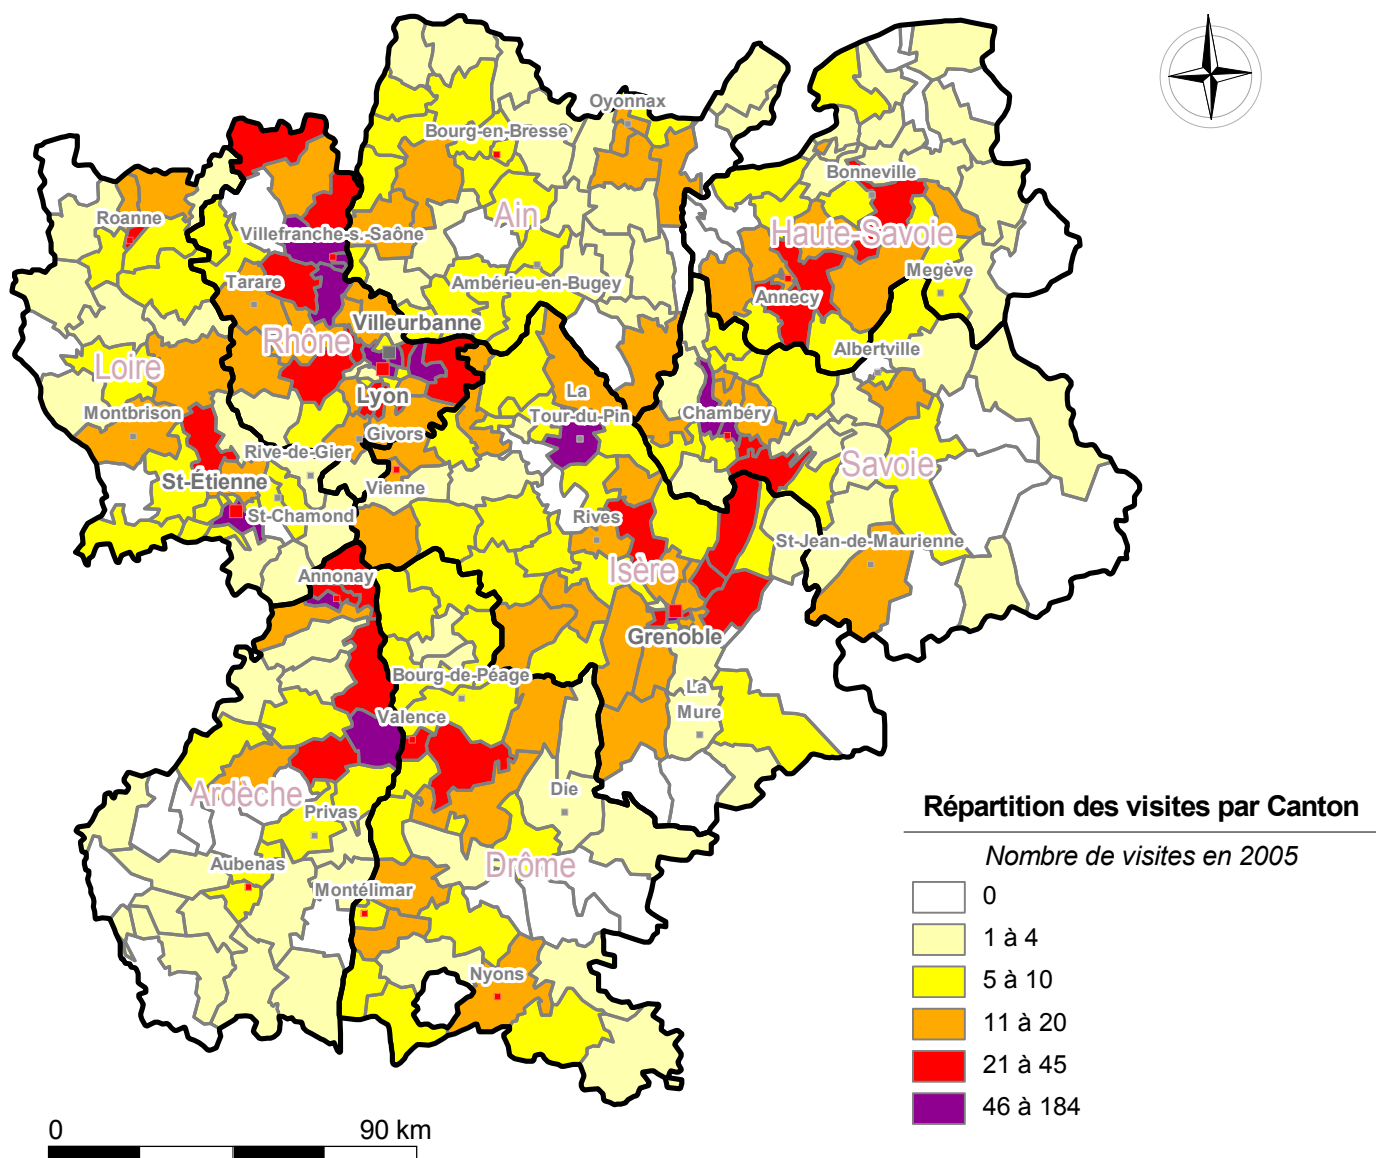 Oyonnax
Bourg-en-Bresse
Bonneville
Roanne
Ain
Villefranche-s.-Saône
Haute-Savoie
Megève
Tarare
Ambérieu-en-Bugey
Annecy
Villeurbanne
Rhône
Albertville
Loire
Lyon
La
Tour-du-Pin
Chambéry
Montbrison
Givors
Rive-de-Gier
Savoie
St-Étienne
Vienne
St-Chamond
Rives
St-Jean-de-Maurienne
Annonay
Isère
Grenoble
Bourg-de-Péage
La
Mure
Valence
Ardèche
Die
Privas
Drôme
Aubenas
Montélimar
Nyons
Répartition des visites par Canton
Nombre de visites en 2005
0
1 à 4
5 à 10
11 à 20
21 à 45
46 à 184
0 90 km